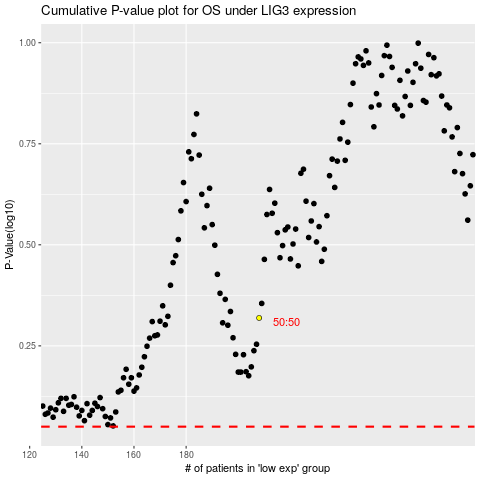 Cumulative P-value plot for OS under LIG3 expression
1.00
0.75
0.50
0.25
P-Value(log10)
50:50
120 140 160 180
# of patients in 'low exp' group